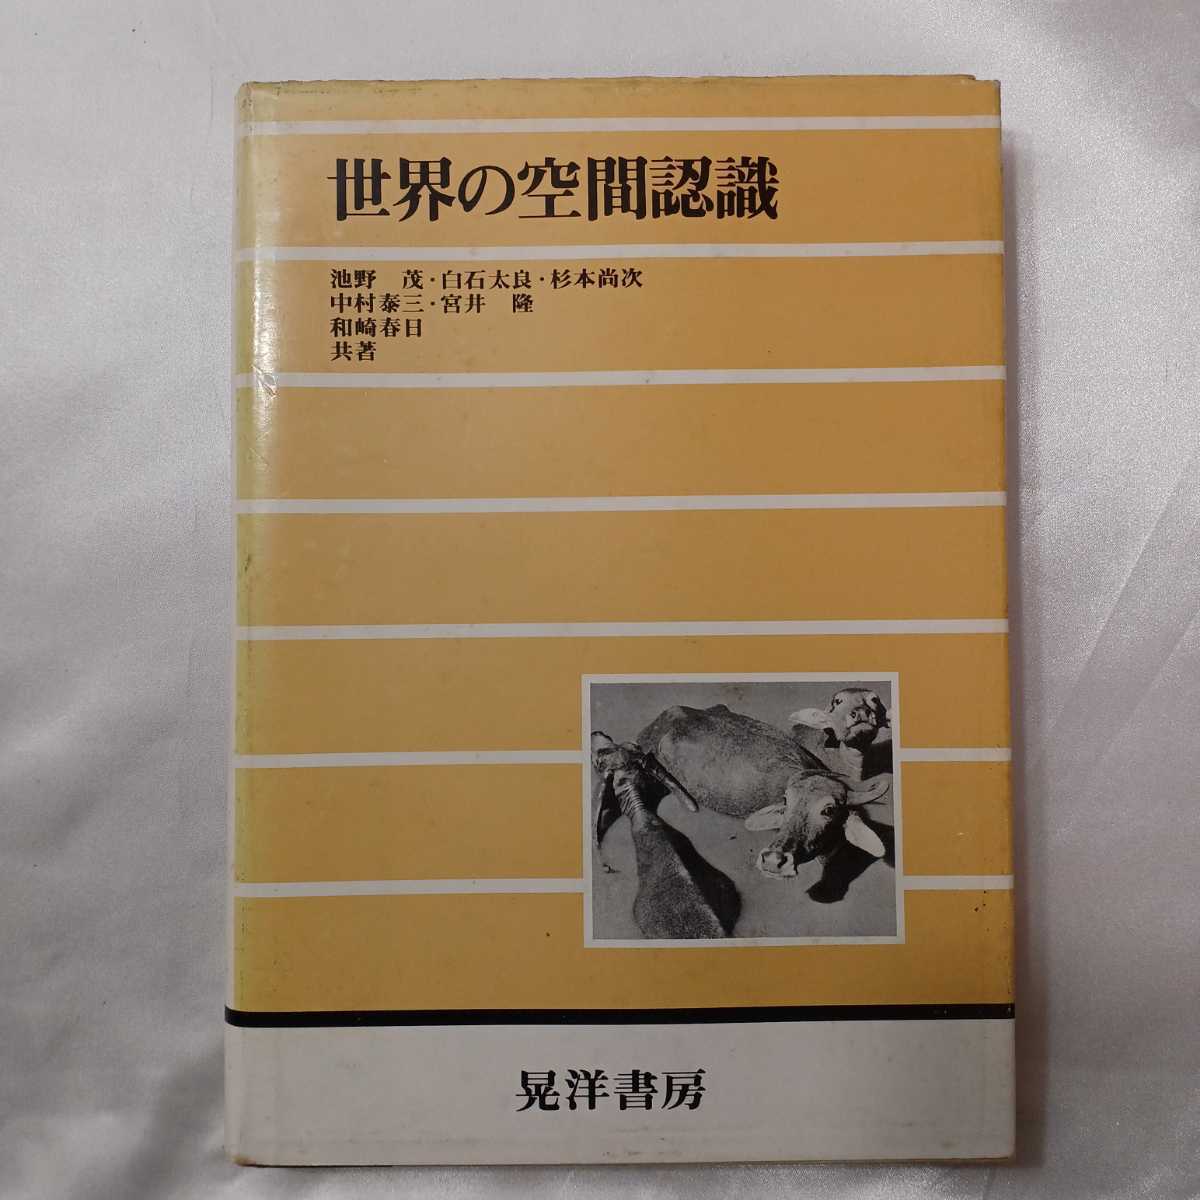 世界の空間認識
池野　茂・白石太良・杉本尚次
中村泰三・宮井　隆
和崎春日
共著
晃洋書房